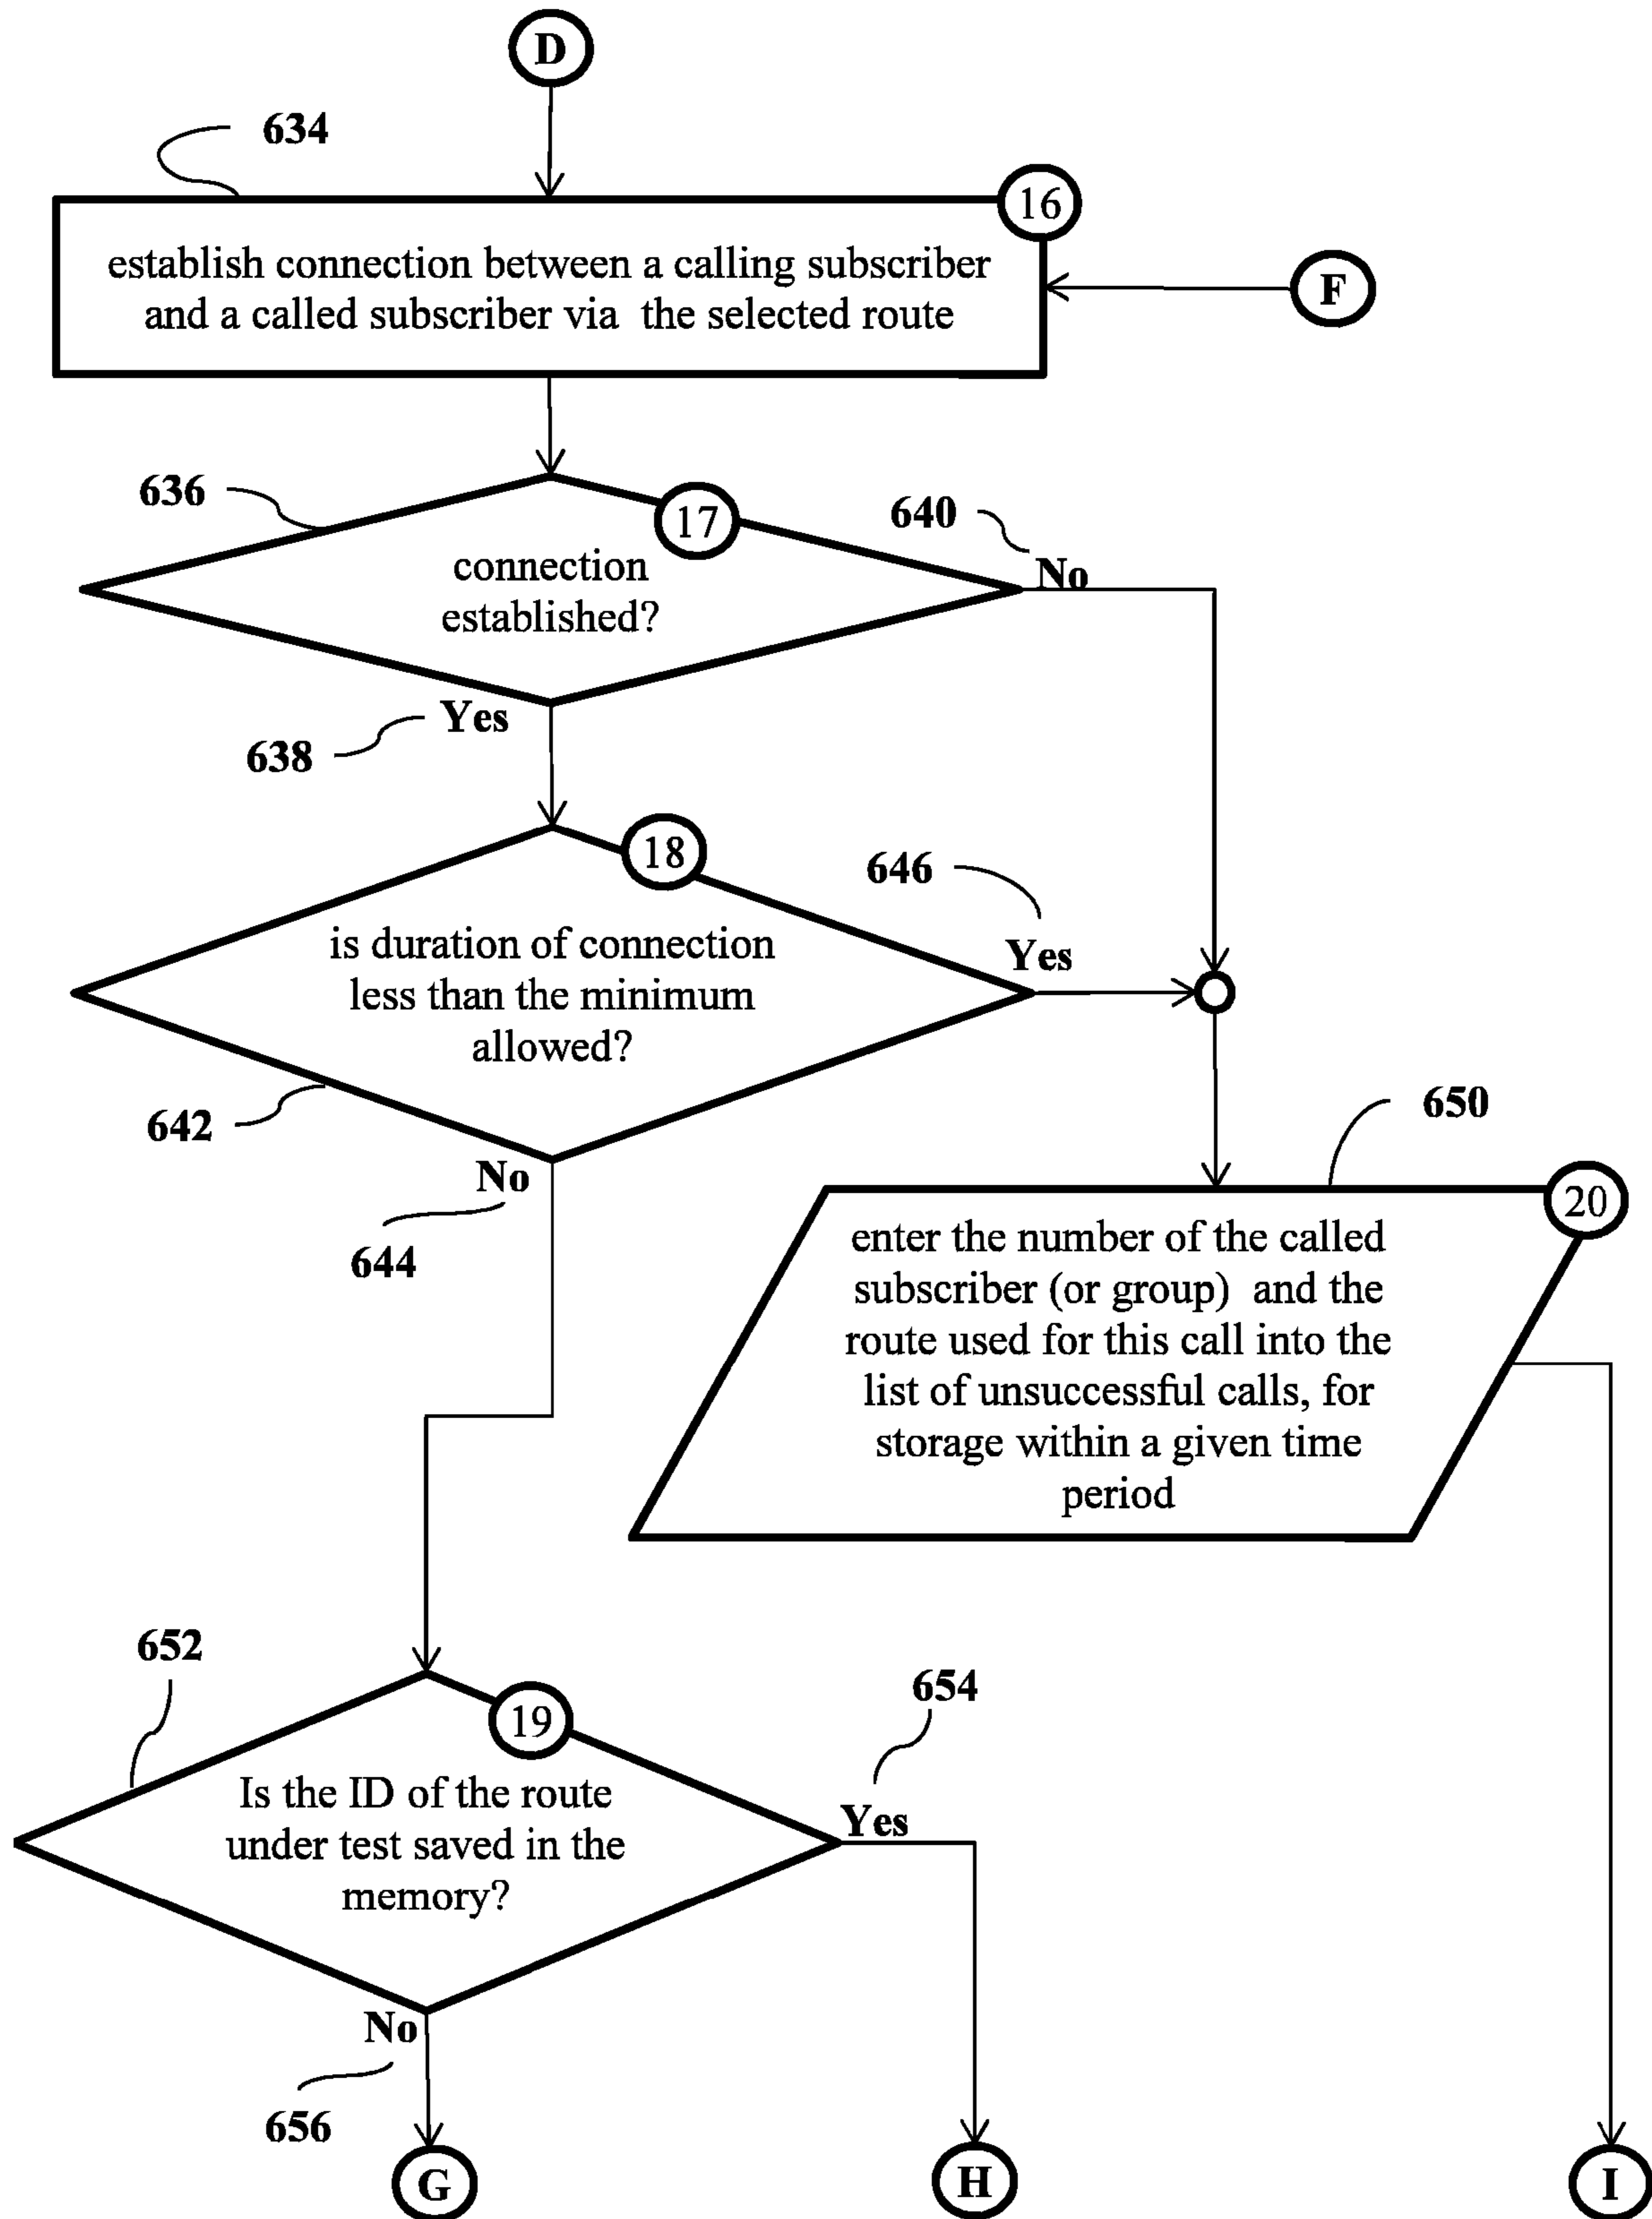 D
634
16
establish connection between a calling subscriber
and a called subscriber via the selected route
F
636
17
640
No
connection
established?
Yes
638
18
646
Yes
is duration of connection
less than the minimum
allowed?
642
No
644
650
20
enter the number of the called
subscriber (or group) and the
route used for this call into the
list of unsuccessful calls, for
storage within a given time
period
652
19
654
Is the ID of the route
under test saved in the
memory?
Yes
No
656
G
H
I